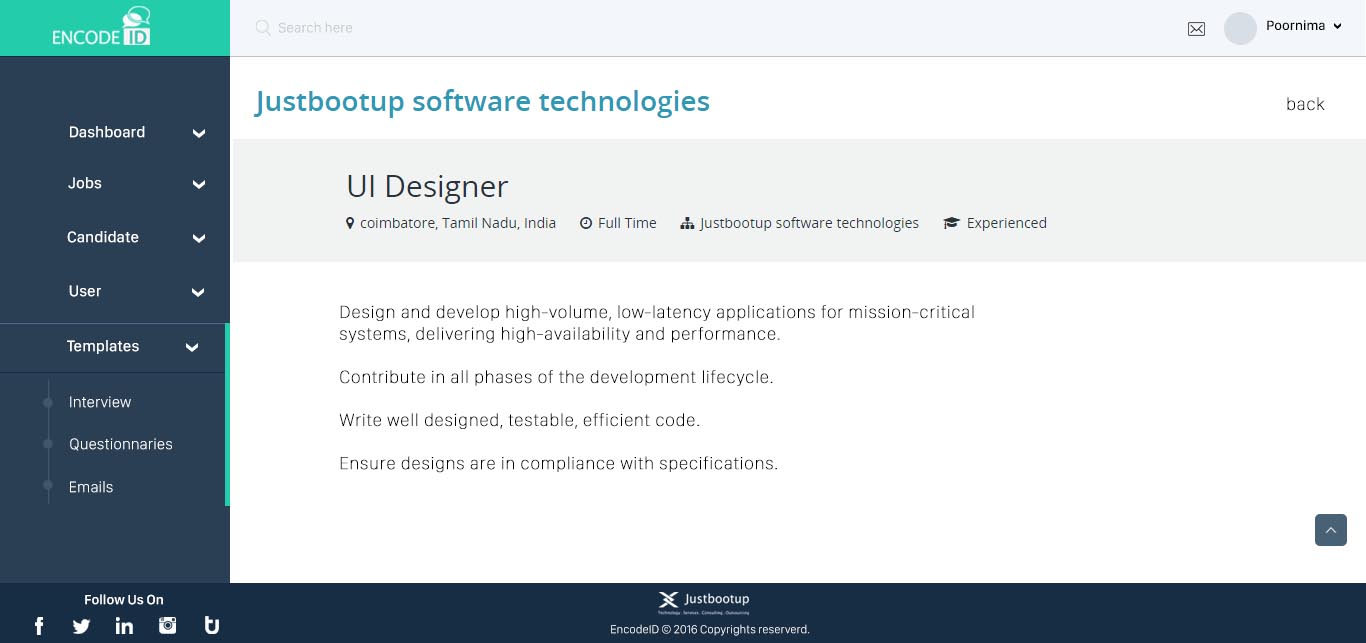 ENCODE ID
Search here
Poornima
Justbootup software technologies
back
Dashboard
Jobs
Candidate
User
Templates
Interview
Questionnaries
Emails
UI Designer
coimbatore, Tamil Nadu, India Full Time Justbootup software technologies Experienced
Design and develop high-volume, low-latency applications for mission-critical
systems, delivering high-availability and performance.
Contribute in all phases of the development lifecycle.
Write well designed, testable, efficient code.
Ensure designs are in compliance with specifications.
Follow Us On
Justbootup
Technology. Services. Consulting. Outsourcing
EncodeID © 2016 Copyrights reserverd.